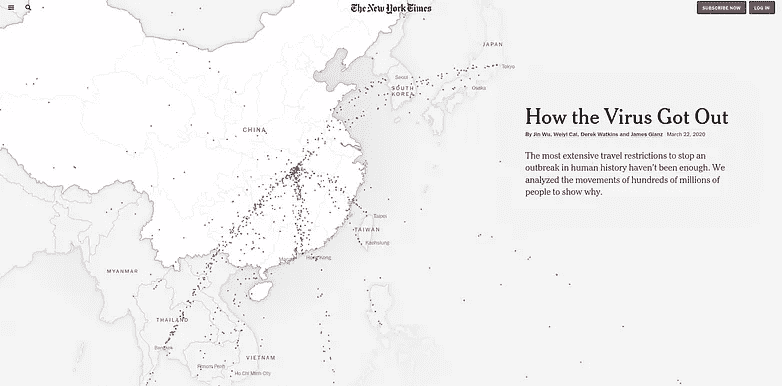 The New York Times
SUBSCRIBE NOW
LOG IN
JAPAN
Tokyo
Seoul
SOUTH
KOREA
Osaka
CHINA
How the Virus Got Out
By Jin Wu, Weiyi Cai, Derek Watkins and James Glanz March 22, 2020
The most extensive travel restrictions to stop an
outbreak in human history haven't been enough. We
analyzed the movements of hundreds of millions of
people to show why.
Taipei
TAIWAN
Kaohsiung
Hong Kong
MYANMAR
THAILAND
Bangkok
VIETNAM
Phnom Penh
Ho Chi Minh City